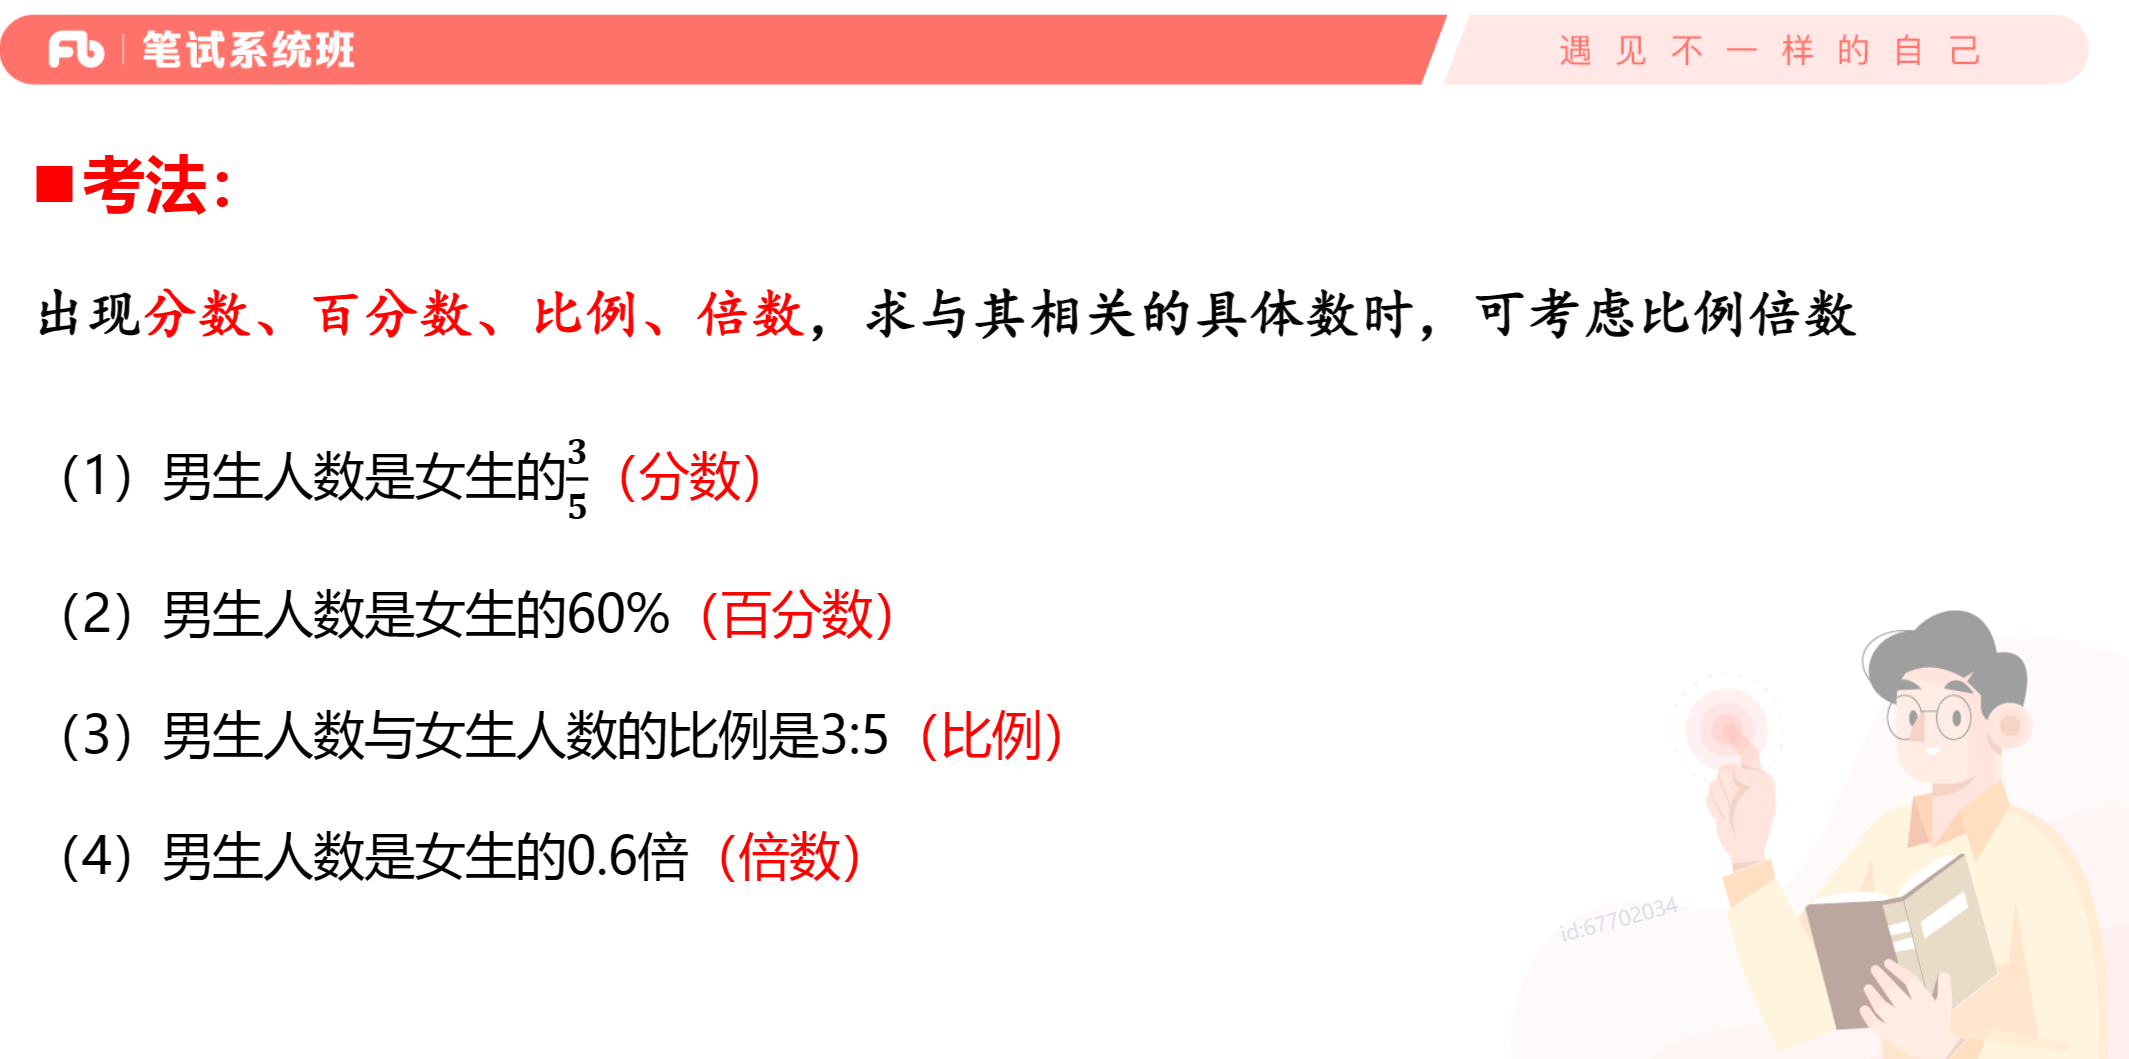 Fb 笔试系统班
遇见不一样的自己
■考法：
出现分数、百分数、比例、倍数，求与其相关的具体数时，可考虑比例倍数
（1）男生人数是女生的3/5（分数）
（2）男生人数是女生的60%（百分数）
（3）男生人数与女生人数的比例是3:5（比例）
（4）男生人数是女生的0.6倍（倍数）
id:67702034